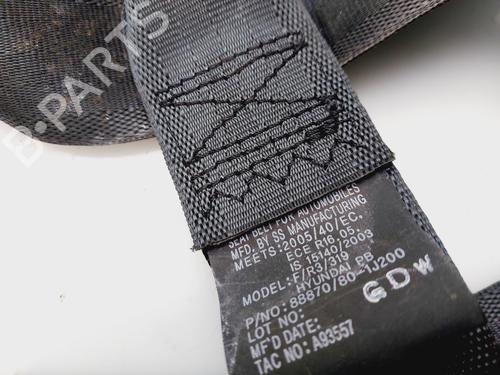 B-PARTS
SEAT BELT FOR AUTOMOBILES
MFD. BY SS MANUFACTURING
MEETS: 2005/40/EC,
ECE R16.05,
IS 15140/2003
MODEL: F/R3/319
HYUNDAI PB
P/NO: 88870/80-1J200
LOT NO:
MF'D DATE:
TAC NO: A93557
GDW